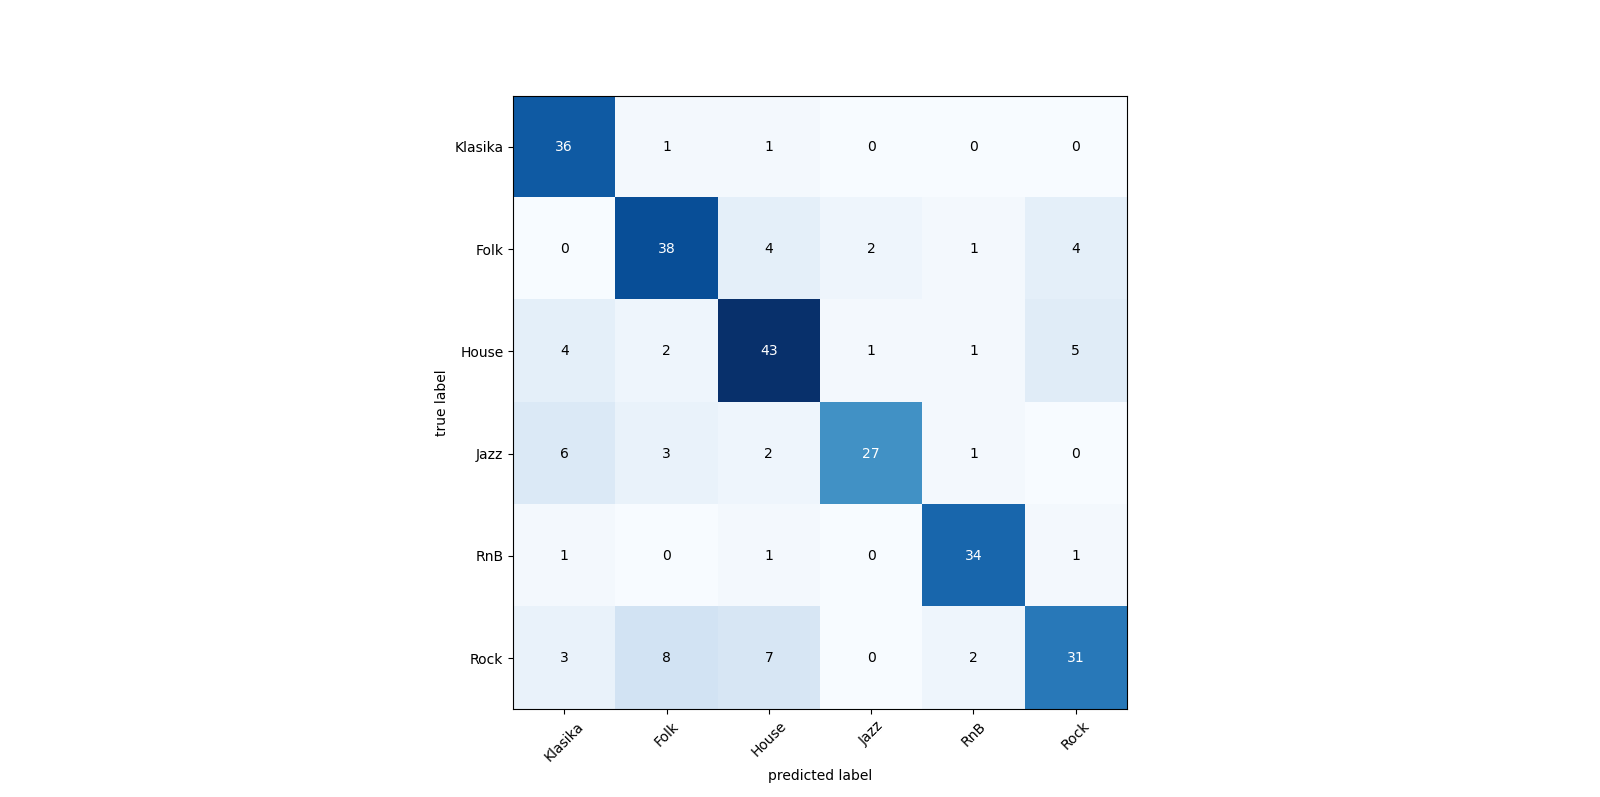 Klasika 36 1 1 0 0 0
Folk 0 38 4 2 1 4
House 4 2 43 1 1 5
Jazz 6 3 2 27 1 0
RnB 1 0 1 0 34 1
Rock 3 8 7 0 2 31
true label
Klasika Folk House Jazz RnB Rock
predicted label